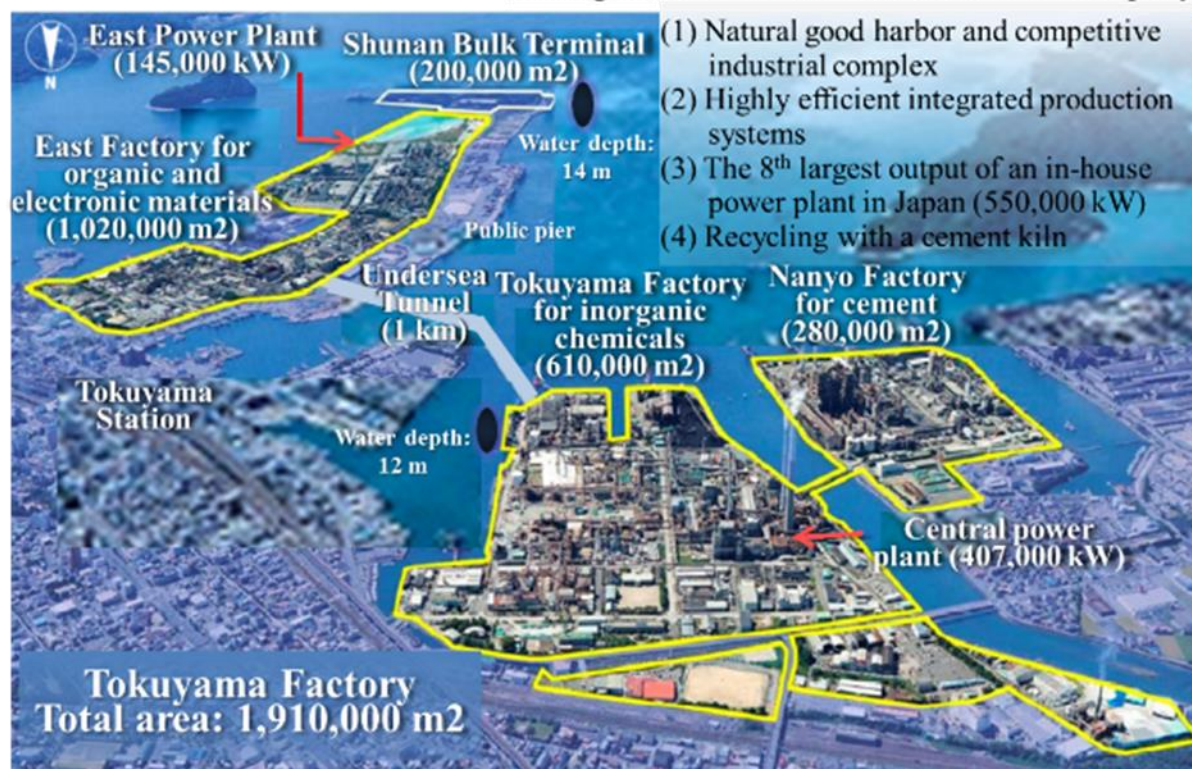 East Power Plant
(145,000 kW)
Shunan Bulk Terminal
(200,000 m2)
(1) Natural good harbor and competitive
industrial complex
(2) Highly efficient integrated production
systems
(3) The 8th largest output of an in-house
power plant in Japan (550,000 kW)
(4) Recycling with a cement kiln
N
Water depth:
14 m
East Factory for
organic and
electronic materials
(1,020,000 m2)
Public pier
Undersea
Tunnel
(1 km)
Tokuyama Factory
for inorganic
chemicals
(610,000 m2)
Nanyo Factory
for cement
(280,000 m2)
Tokuyama
Station
Water depth:
12 m
Central power
plant (407,000 kW)
Tokuyama Factory
Total area: 1,910,000 m2